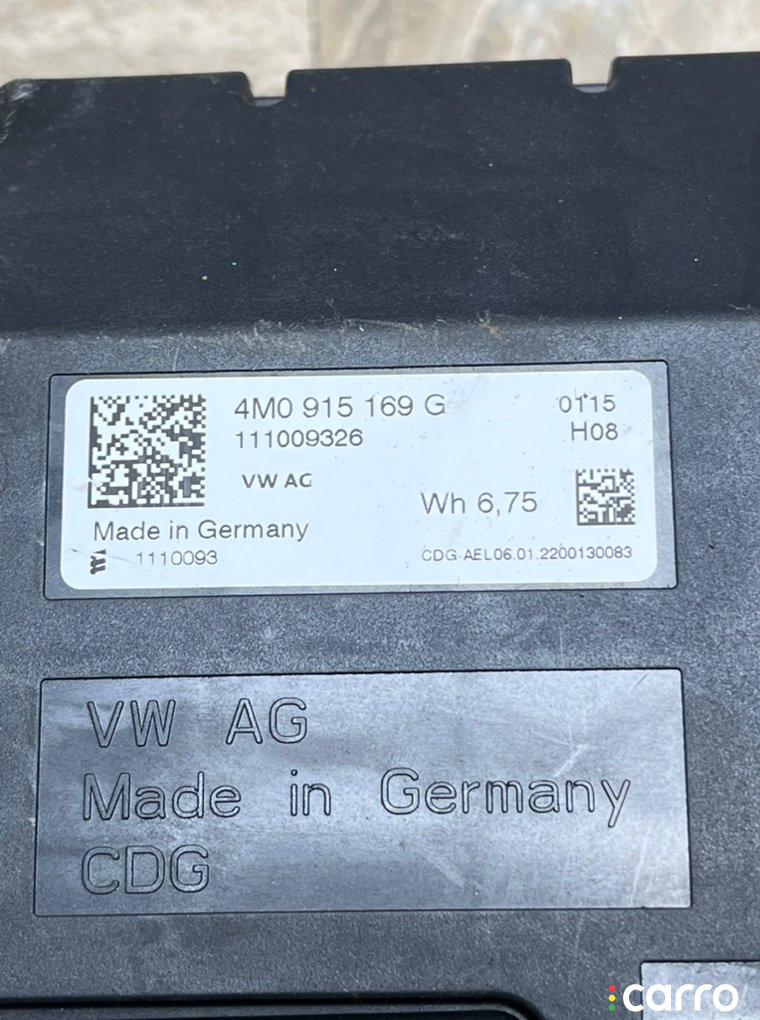 4M0 915 169 G 0115
111009326 H08
VW AG
Wh 6,75
Made in Germany
1110093 CDG-AEL06.01.2200130083
VW AG
Made in Germany
CDG
carro